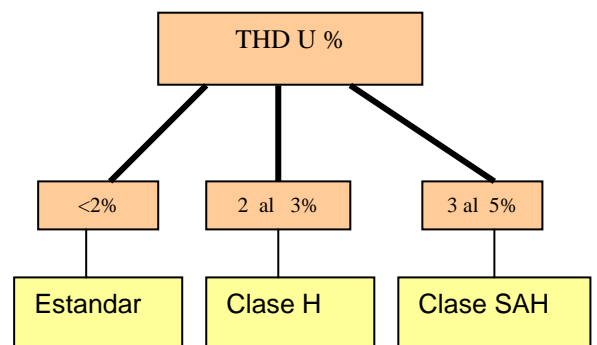 THD U %
<2%
2 al 3%
3 al 5%
Estandar
Clase H
Clase SAH